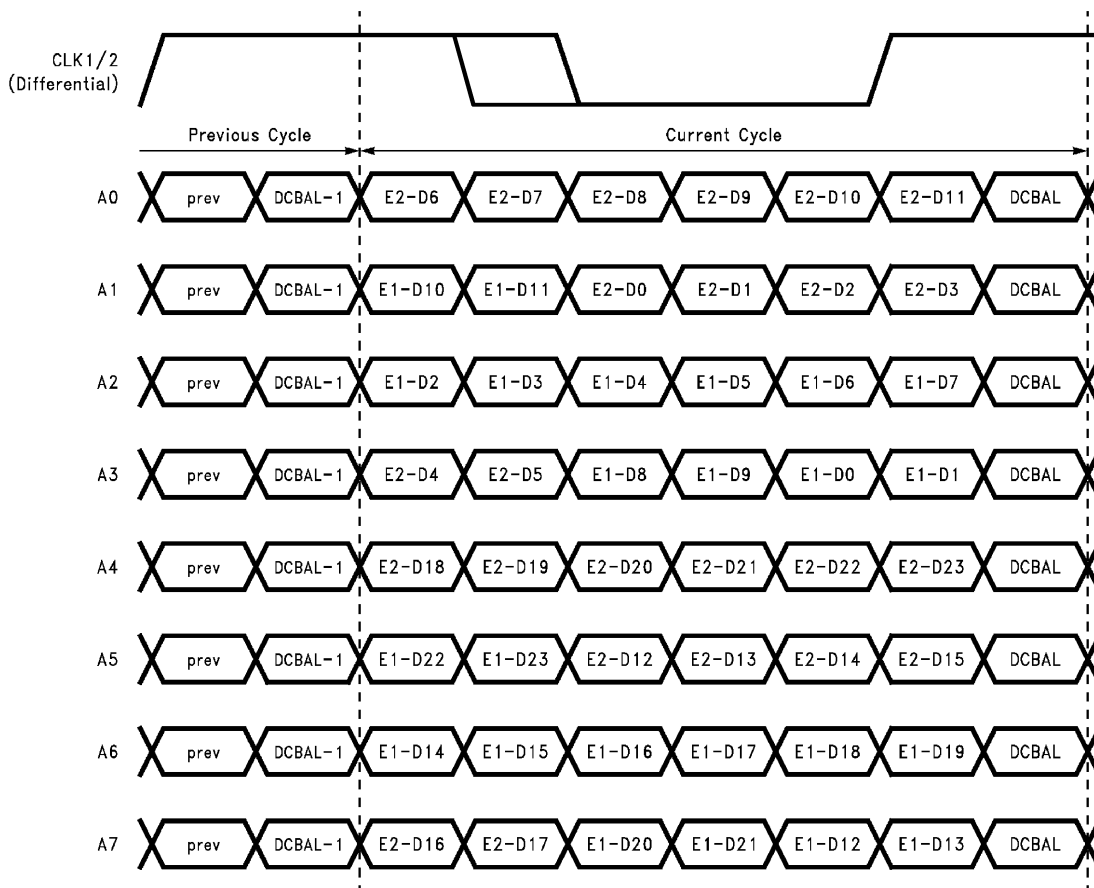 CLK1/2
(Differential)
Previous Cycle Current Cycle
A0 prev DCBAL-1 E2-D6 E2-D7 E2-D8 E2-D9 E2-D10 E2-D11 DCBAL
A1 prev DCBAL-1 E1-D10 E1-D11 E2-D0 E2-D1 E2-D2 E2-D3 DCBAL
A2 prev DCBAL-1 E1-D2 E1-D3 E1-D4 E1-D5 E1-D6 E1-D7 DCBAL
A3 prev DCBAL-1 E2-D4 E2-D5 E1-D8 E1-D9 E1-D0 E1-D1 DCBAL
A4 prev DCBAL-1 E2-D18 E2-D19 E2-D20 E2-D21 E2-D22 E2-D23 DCBAL
A5 prev DCBAL-1 E1-D22 E1-D23 E2-D12 E2-D13 E2-D14 E2-D15 DCBAL
A6 prev DCBAL-1 E1-D14 E1-D15 E1-D16 E1-D17 E1-D18 E1-D19 DCBAL
A7 prev DCBAL-1 E2-D16 E2-D17 E1-D20 E1-D21 E1-D12 E1-D13 DCBAL